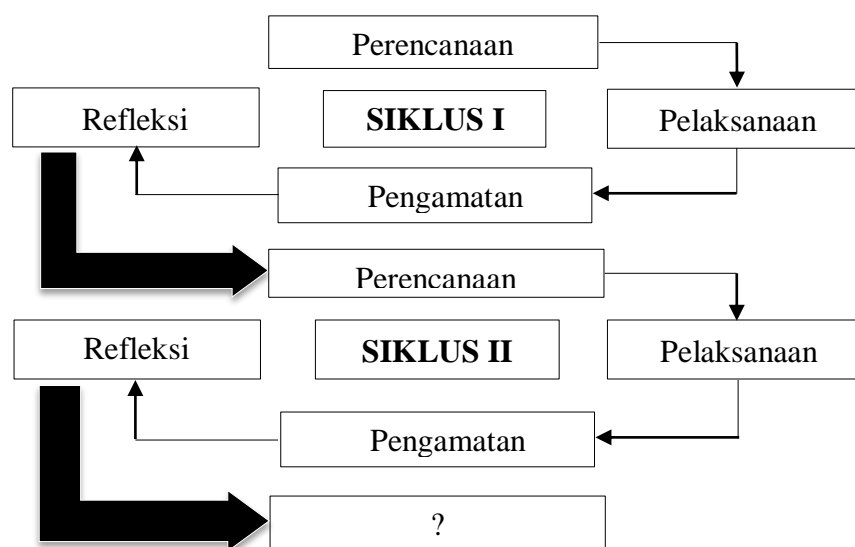 Perencanaan
Refleksi
SIKLUS I
Pelaksanaan
Pengamatan
Perencanaan
Refleksi
SIKLUS II
Pelaksanaan
Pengamatan
?